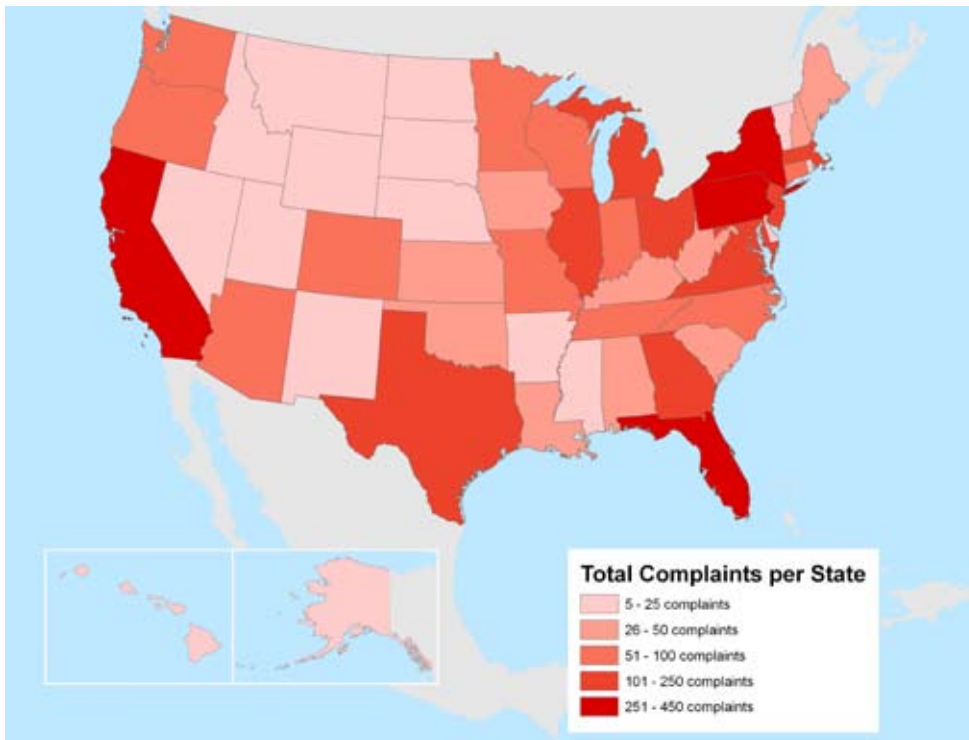 Total Complaints per State
5 - 25 complaints
26 - 50 complaints
51 - 100 complaints
101 - 250 complaints
251 - 450 complaints